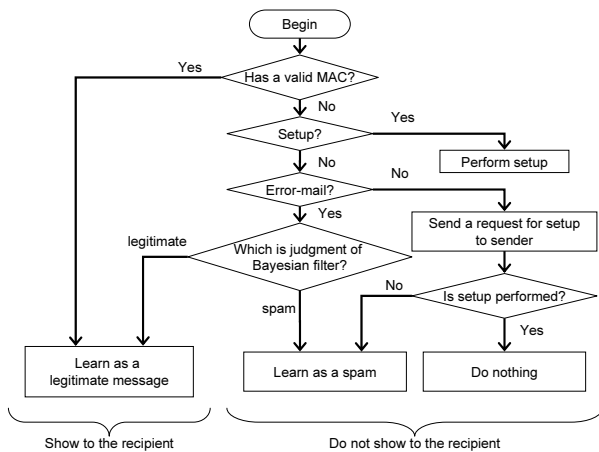 Begin
Yes
Has a valid MAC?
No
Yes
Setup?
Perform setup
No
No
Error-mail?
Yes
Send a request for setup
to sender
legitimate
Which is judgment of
Bayesian filter?
No
Is setup performed?
spam
Yes
Learn as a
legitimate message
Learn as a spam
Do nothing
Show to the recipient
Do not show to the recipient